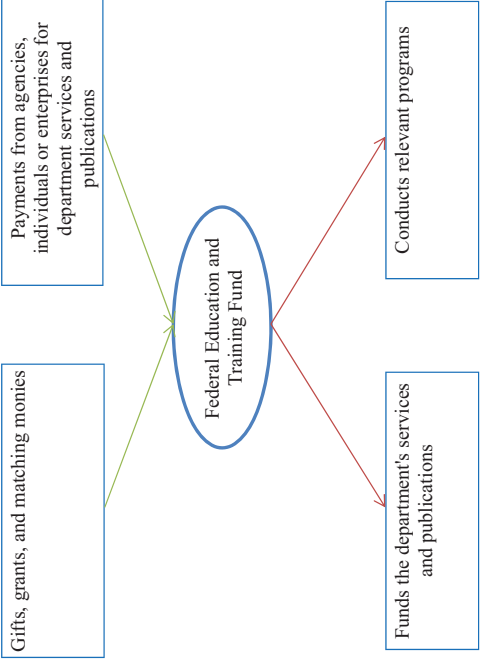 Gifts, grants, and matching monies
Payments from agencies,
individuals or enterprises for
department services and
publications
Federal Education and
Training Fund
Funds the department's services
and publications
Conducts relevant programs